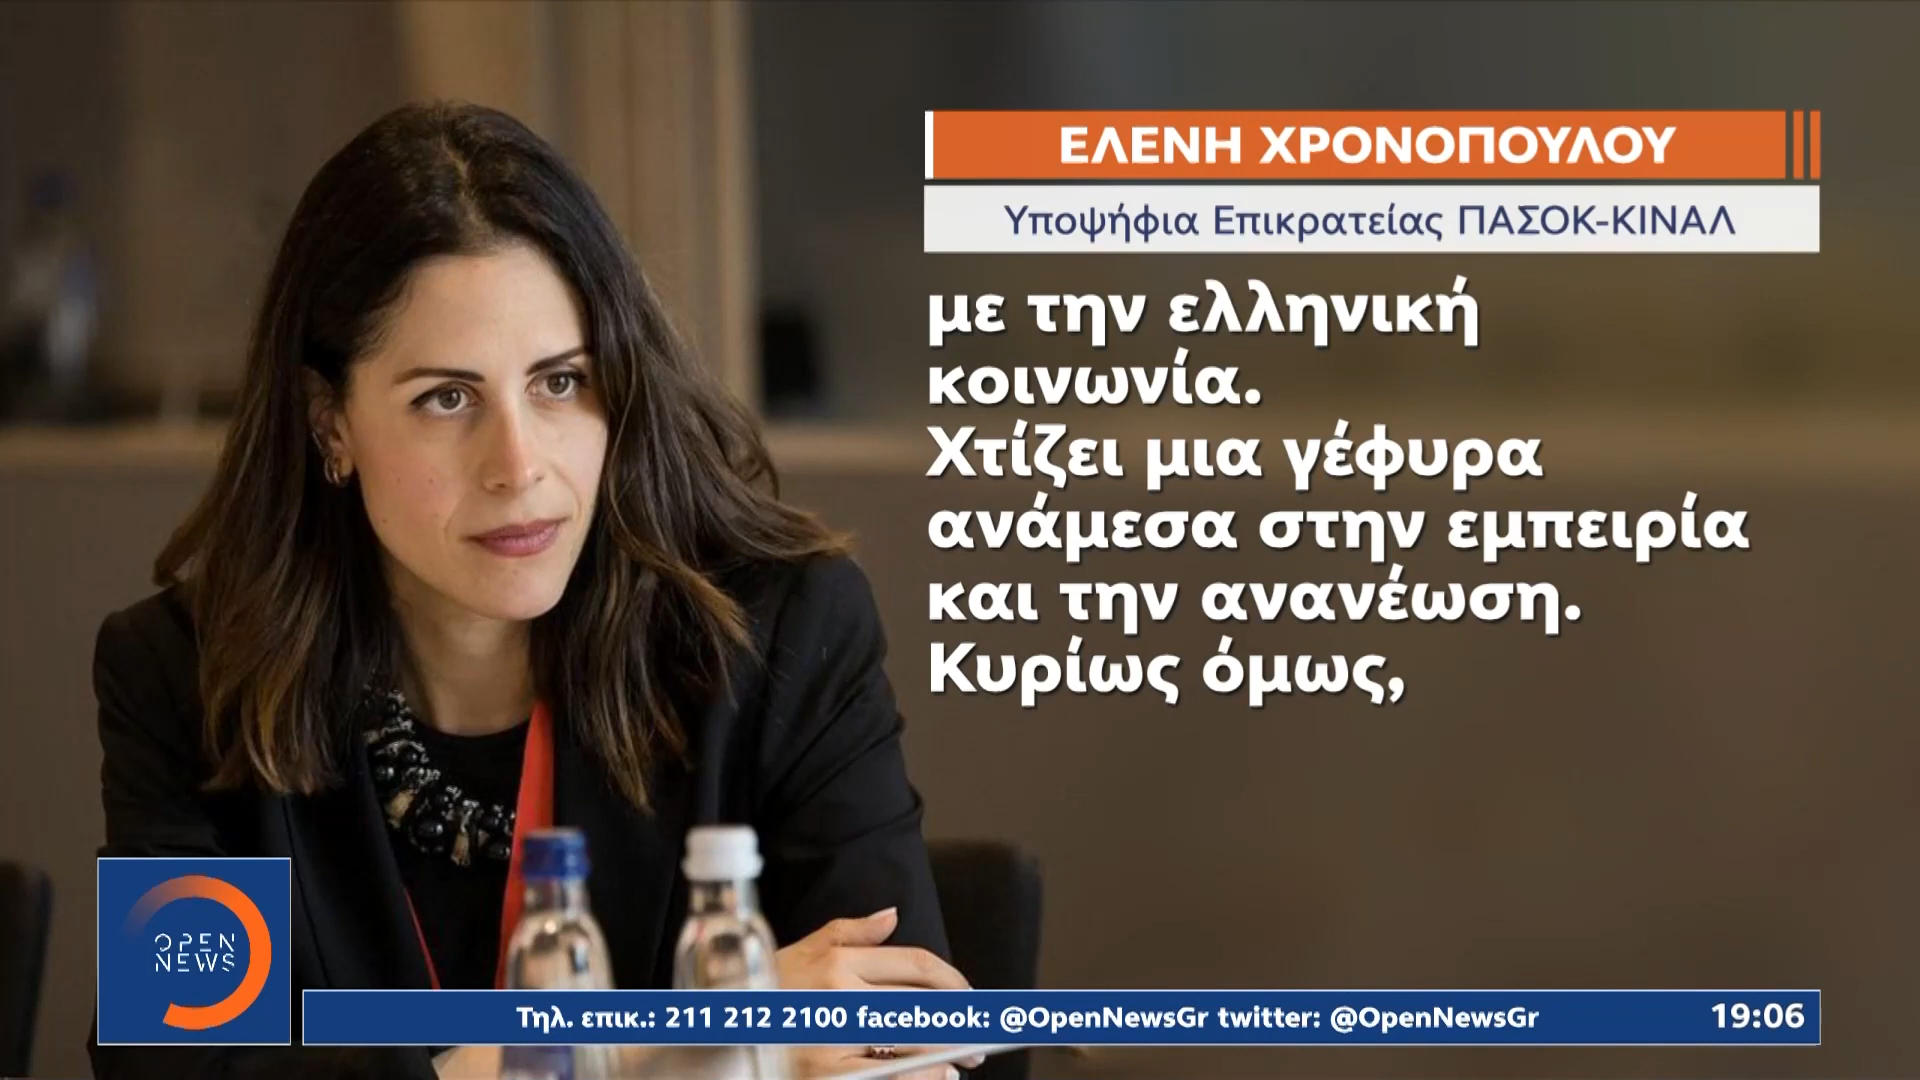 ΕΛΕΝΗ ΧΡΟΝΟΠΟΥΛΟΥ
Υποψήφια Επικρατείας ΠΑΣΟΚ-ΚΙΝΑΛ
με την ελληνική
κοινωνία.
Χτίζει μια γέφυρα
ανάμεσα στην εμπειρία
και την ανανέωση.
Κυρίως όμως,
OPEN
NEWS
Τηλ. επικ.: 211 212 2100 facebook: @OpenNewsGr twitter: @OpenNewsGr
19:06